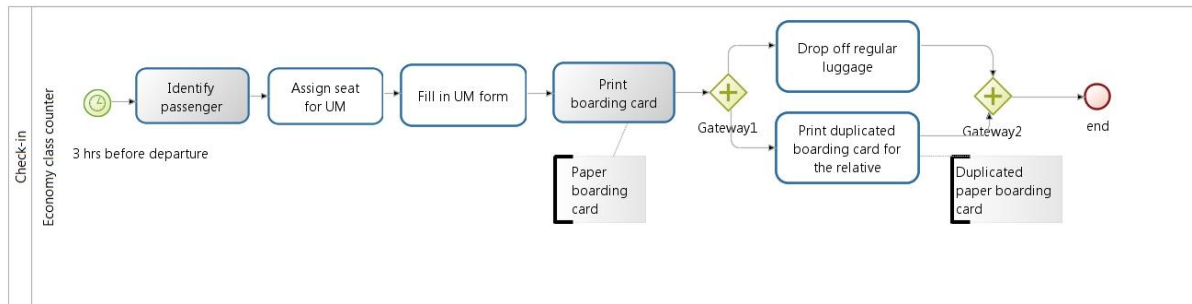 Check-in
Economy class counter
3 hrs before departure
Identify
passenger
Assign seat
for UM
Fill in UM form
Print
boarding card
Paper
boarding
card
Gateway1
Drop off regular
luggage
Print duplicated
boarding card for
the relative
Gateway2
Duplicated
paper boarding
card
end